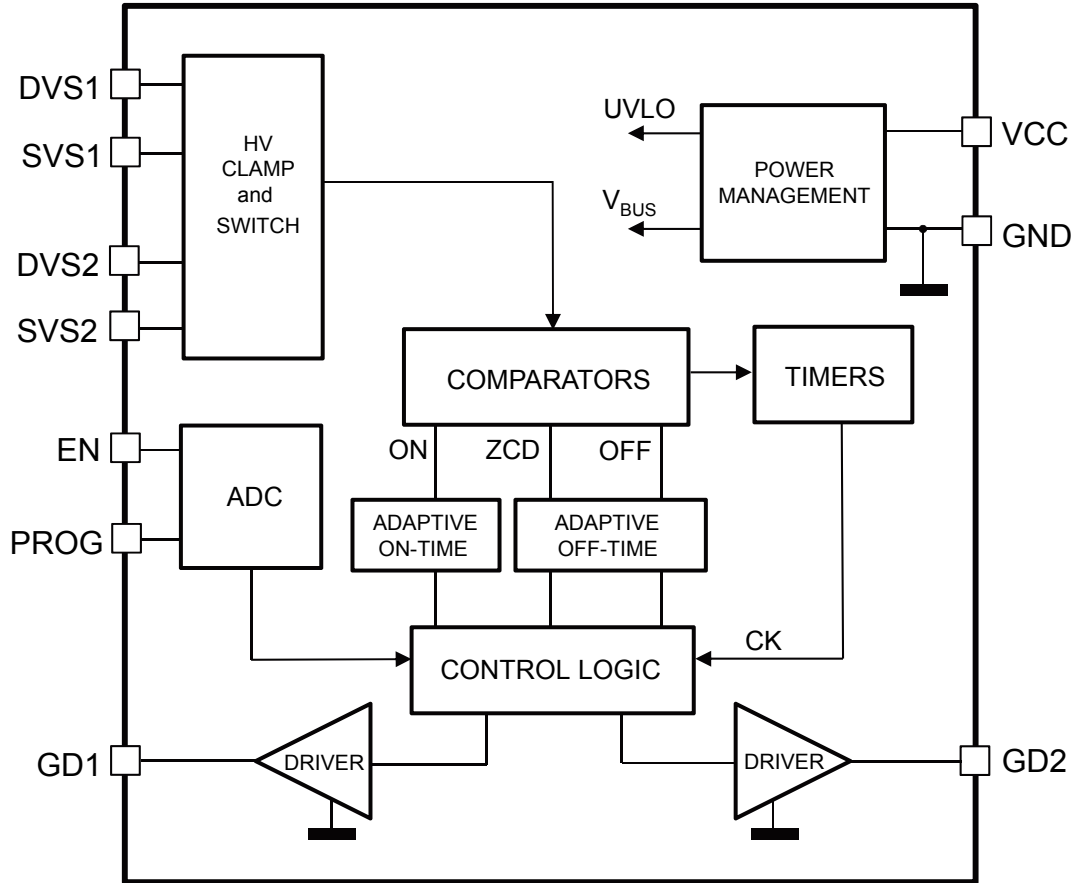 DVS1
SVS1
DVS2
SVS2
HV
CLAMP
and
SWITCH
UVLO
VBUS
POWER
MANAGEMENT
VCC
GND
COMPARATORS
TIMERS
ON
ZCD
OFF
EN
PROG
ADC
ADAPTIVE
ON-TIME
ADAPTIVE
OFF-TIME
CK
CONTROL LOGIC
GD1
DRIVER
DRIVER
GD2